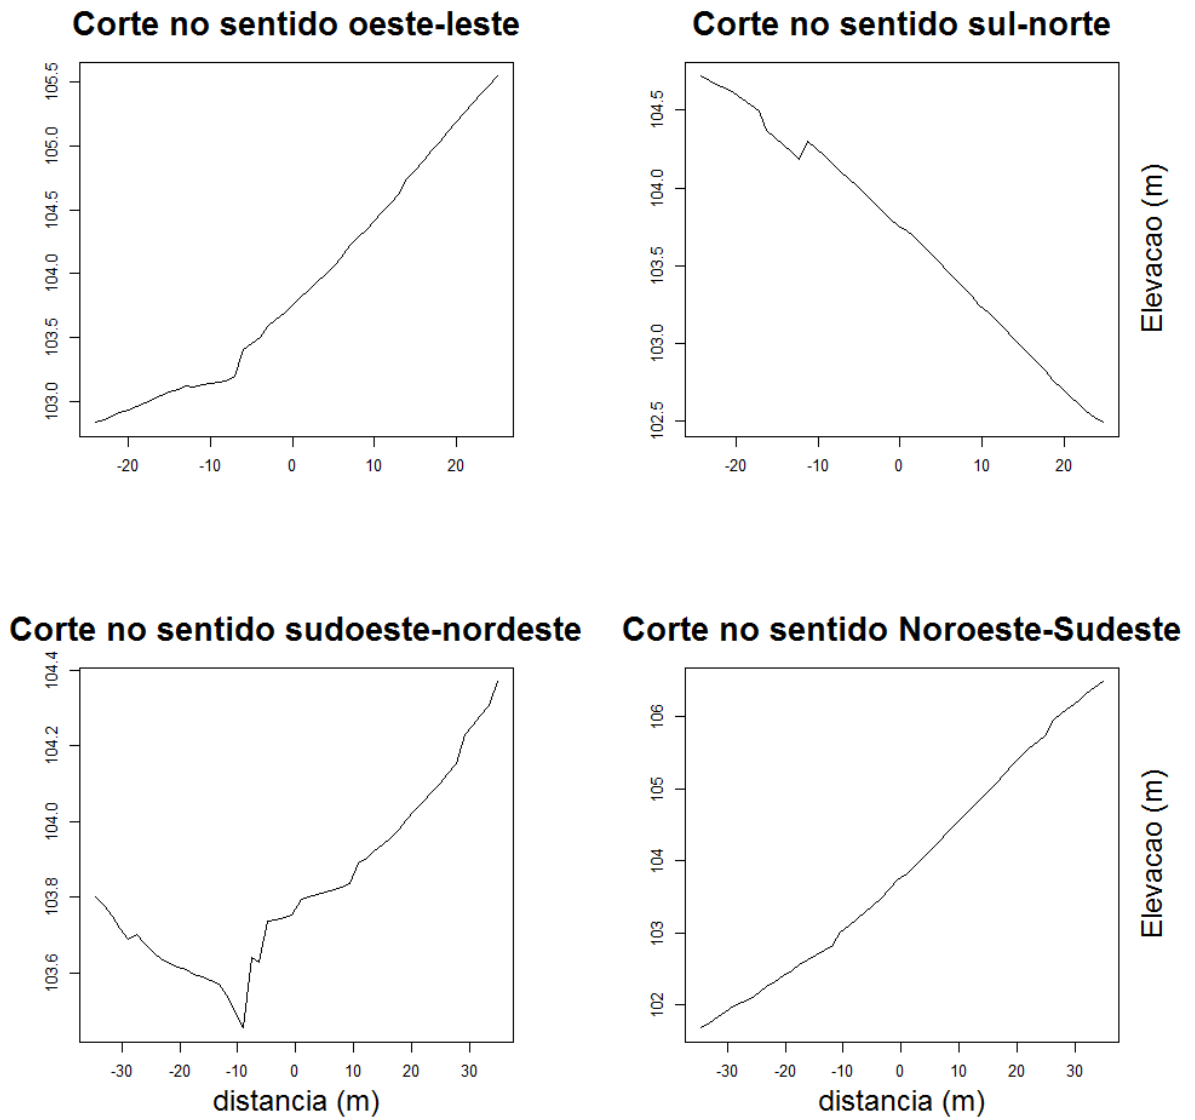 Corte no sentido oeste-leste
105.5
105.0
104.5
104.0
103.5
103.0
-20 -10 0 10 20
Corte no sentido sul-norte
104.5
104.0
103.5
103.0
102.5
-20 -10 0 10 20
Elevacao (m)
Corte no sentido sudoeste-nordeste
104.4
104.2
104.0
103.8
103.6
-30 -20 -10 0 10 20 30
distancia (m)
Corte no sentido Noroeste-Sudeste
106
105
104
103
102
-30 -20 -10 0 10 20 30
distancia (m)
Elevacao (m)